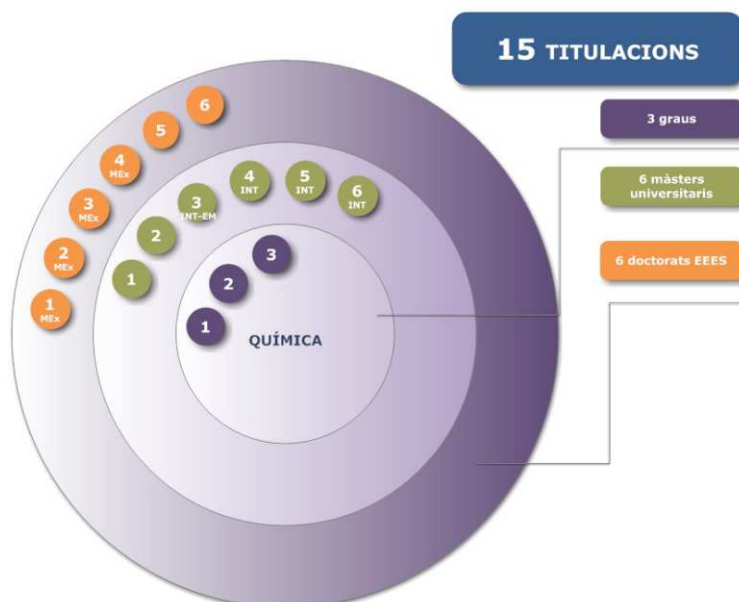 15 TITULACIONS
3 graus
6 màsters
universitaris
6 doctorats EEES
6
5
4
MEx
3
MEx
2
MEx
1
MEx
1
2
3
INT-EM
4
INT
5
INT
6
INT
1
2
3
QUÍMICA